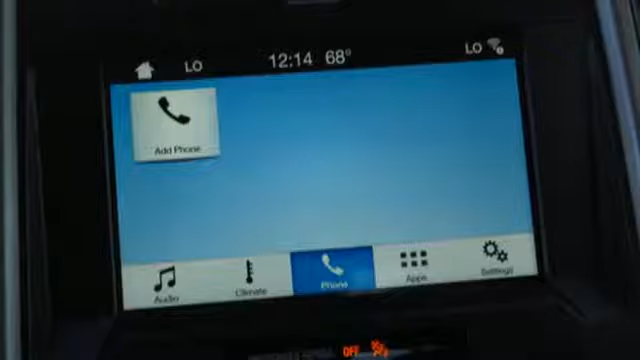 LO 12:14 68° LO
Add Phone
Audio Climate Phone Apps Settings
OFF